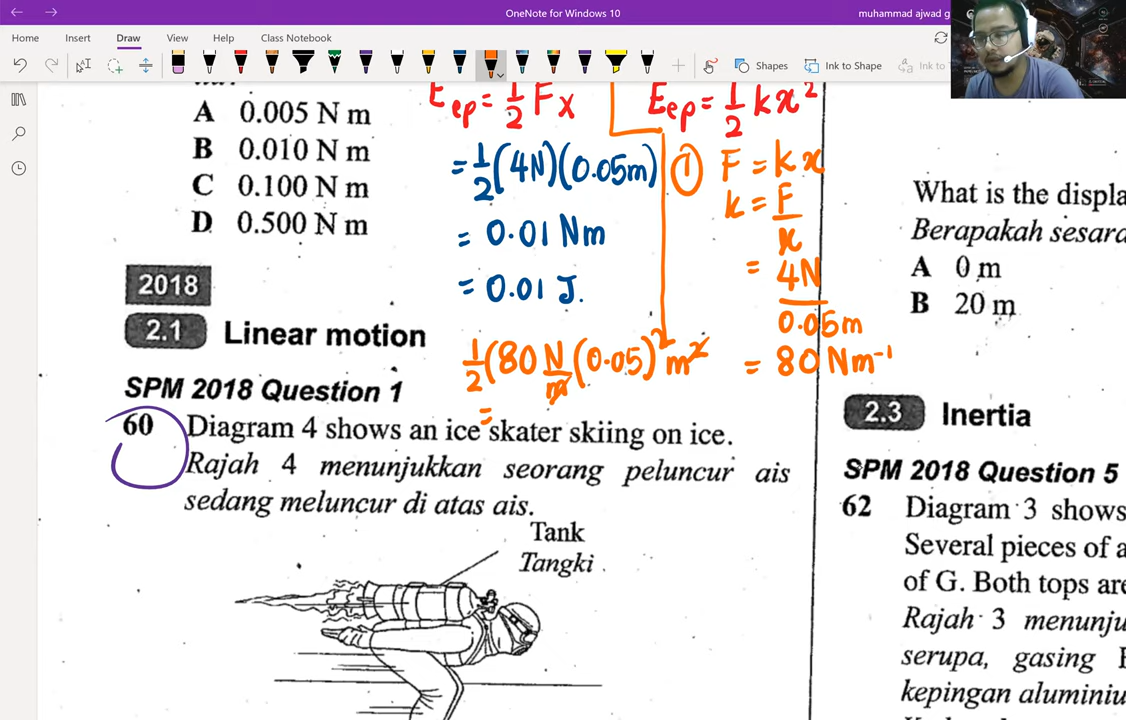 OneNote for Windows 10
muhammad ajwad g
Home Insert Draw View Help Class Notebook
Shapes Ink to Shape Ink to
A 0.005 N m
B 0.010 N m
C 0.100 N m
D 0.500 N m
E ep = 1/2 F x
= 1/2 (4N)(0.05m)
= 0.01 Nm
= 0.01 J.
E ep = 1/2 k x²
① F = kx
k = F/x
= 4N/0.05m
= 80 Nm⁻¹
1/2 (80 N/m (0.05)² m²
=
2018
2.1 Linear motion
SPM 2018 Question 1
60 Diagram 4 shows an ice skater skiing on ice.
Rajah 4 menunjukkan seorang peluncur ais
sedang meluncur di atas ais.
Tank
Tangki
What is the displa
Berapakah sesara
A 0 m
B 20 m
2.3 Inertia
SPM 2018 Question 5
62 Diagram 3 shows
Several pieces of a
of G. Both tops are
Rajah 3 menunju
serupa, gasing
kepingan aluminiu